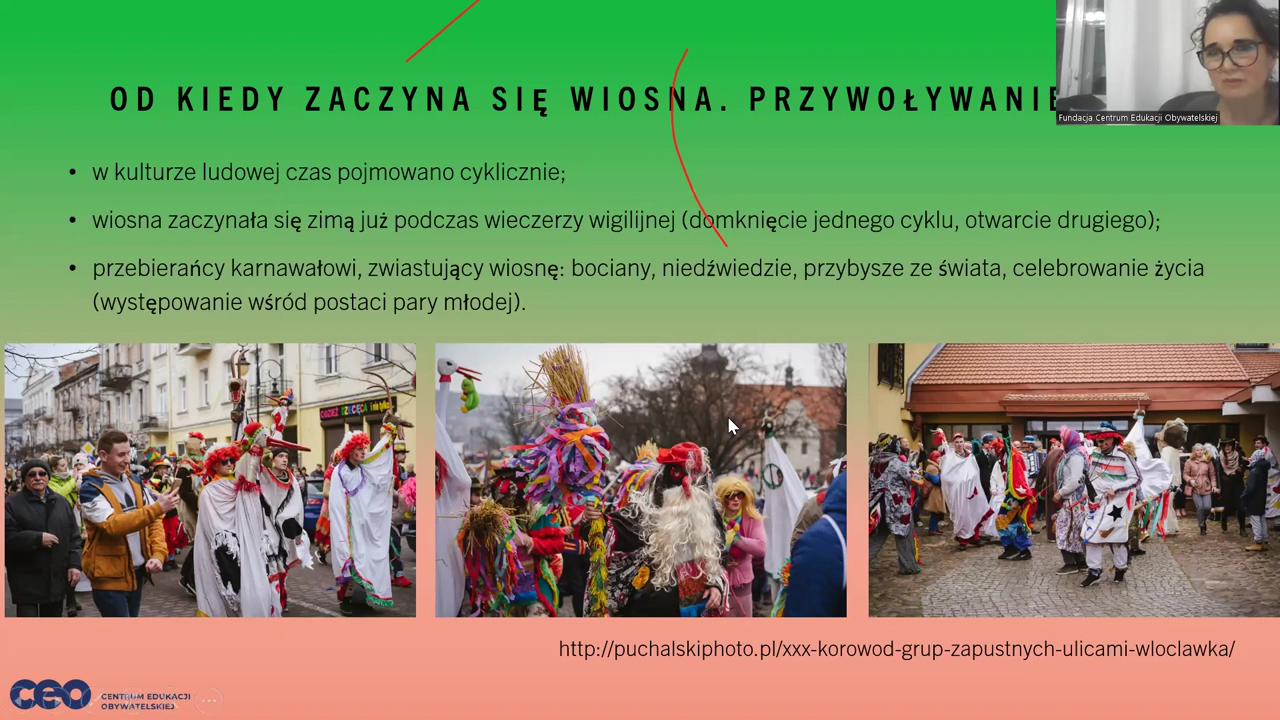 OD KIEDY ZACZYNA SIĘ WIOSNA. PRZYWOŁYWANIE
Fundacja Centrum Edukacji Obywatelskiej
• w kulturze ludowej czas pojmowano cyklicznie;
• wiosna zaczynała się zimą już podczas wieczerzy wigilijnej (domknięcie jednego cyklu, otwarcie drugiego);
• przebierańcy karnawałowi, zwiastujący wiosnę: bociany, niedźwiedzie, przybysze ze świata, celebrowanie życia
(występowanie wśród postaci pary młodej).
http://puchalskiphoto.pl/xxx-korowod-grup-zapustnych-ulicami-wloclawka/
ceo CENTRUM EDUKACJI
OBYWATELSKIEJ